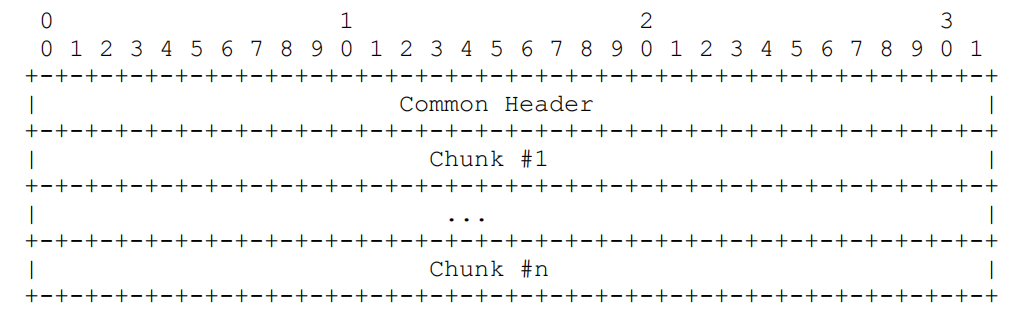 0                   1                   2                   3
 0 1 2 3 4 5 6 7 8 9 0 1 2 3 4 5 6 7 8 9 0 1 2 3 4 5 6 7 8 9 0 1
+-+-+-+-+-+-+-+-+-+-+-+-+-+-+-+-+-+-+-+-+-+-+-+-+-+-+-+-+-+-+-+-+
|                        Common Header                          |
+-+-+-+-+-+-+-+-+-+-+-+-+-+-+-+-+-+-+-+-+-+-+-+-+-+-+-+-+-+-+-+-+
|                          Chunk #1                             |
+-+-+-+-+-+-+-+-+-+-+-+-+-+-+-+-+-+-+-+-+-+-+-+-+-+-+-+-+-+-+-+-+
|                           ...                                 |
+-+-+-+-+-+-+-+-+-+-+-+-+-+-+-+-+-+-+-+-+-+-+-+-+-+-+-+-+-+-+-+-+
|                          Chunk #n                             |
+-+-+-+-+-+-+-+-+-+-+-+-+-+-+-+-+-+-+-+-+-+-+-+-+-+-+-+-+-+-+-+-+